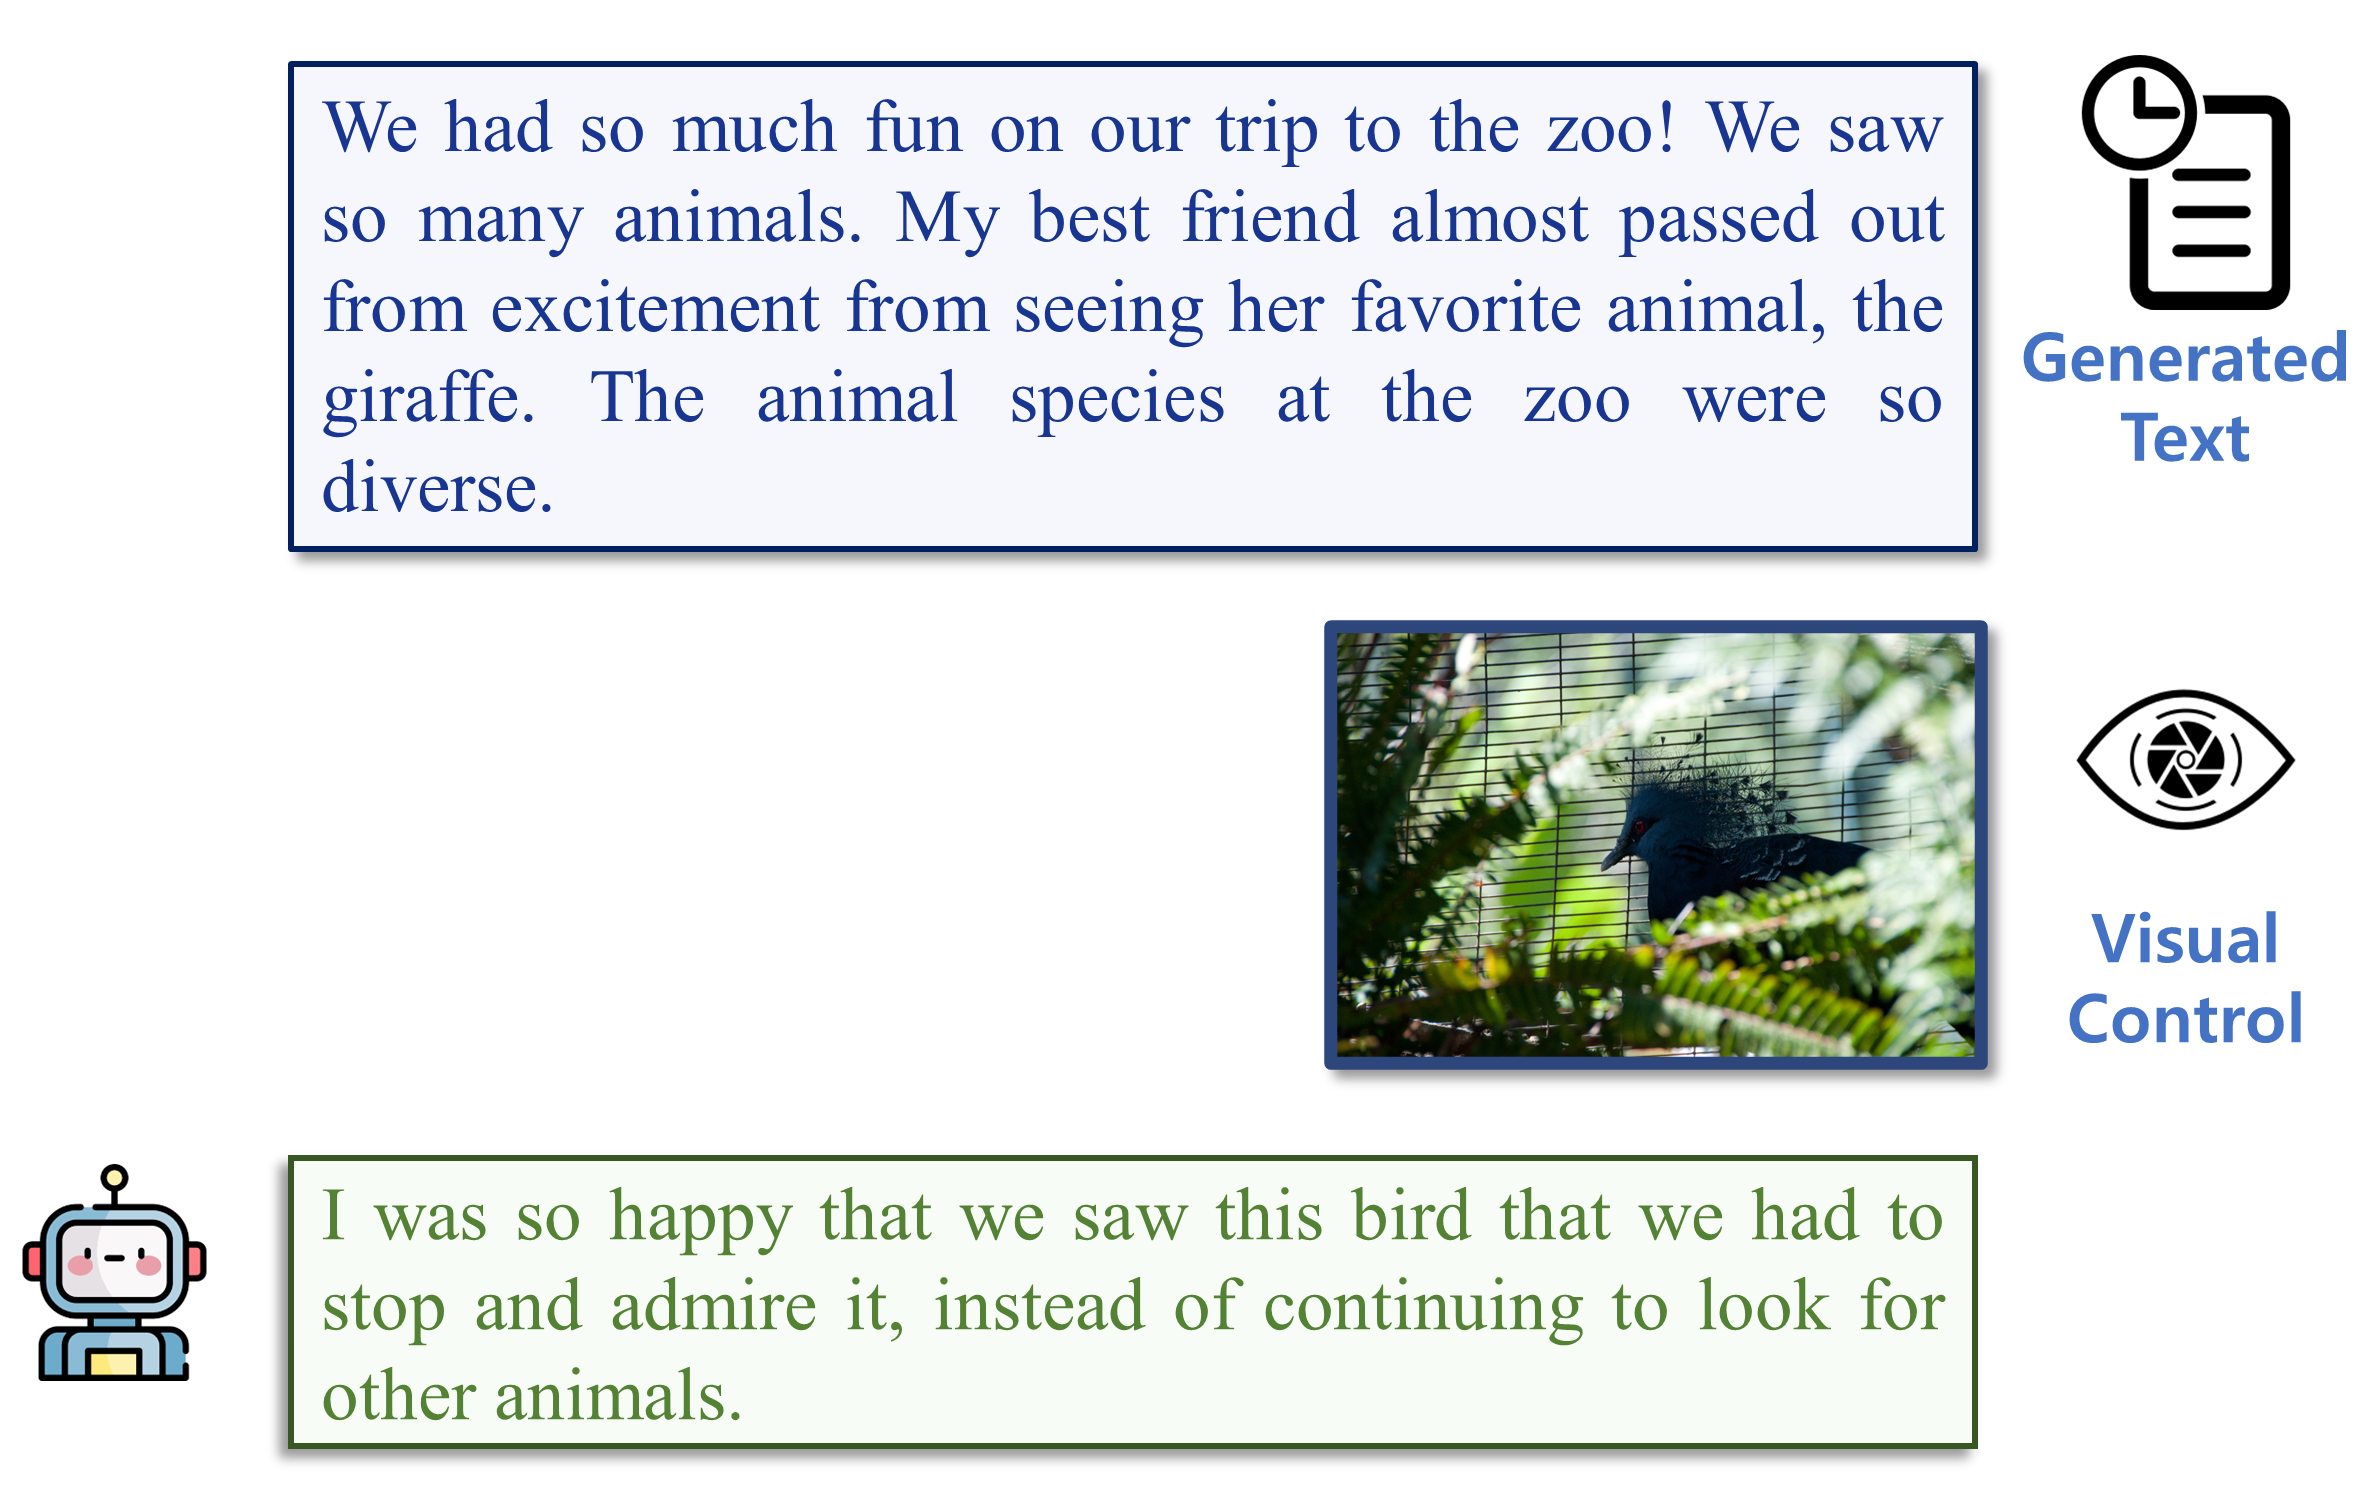 We had so much fun on our trip to the zoo! We saw
so many animals. My best friend almost passed out
from excitement from seeing her favorite animal, the
giraffe. The animal species at the zoo were so
diverse.
Generated
Text
Visual
Control
I was so happy that we saw this bird that we had to
stop and admire it, instead of continuing to look for
other animals.